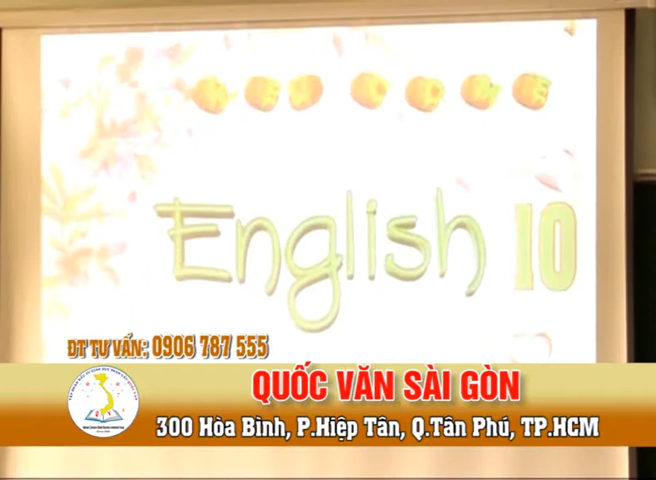 WELCOME
English 10
ĐT TƯ VẤN: 0906 787 555
QUỐC VĂN SÀI GÒN
300 Hòa Bình, P.Hiệp Tân, Q.Tân Phú, TP.HCM